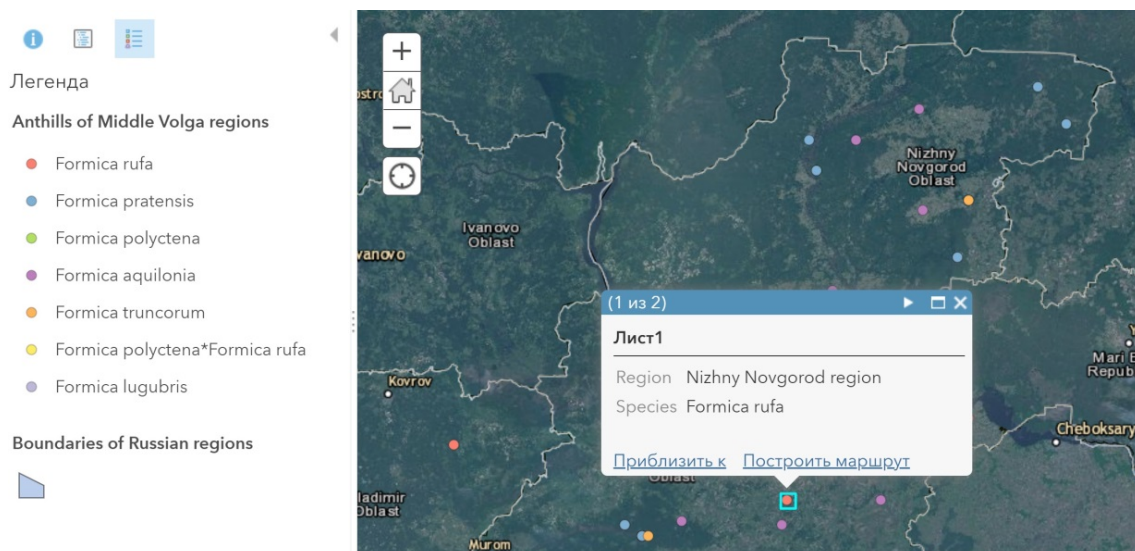 Легенда
Anthills of Middle Volga regions
Formica rufa
Formica pratensis
Formica polyctena
Formica aquilonia
Formica truncorum
Formica polyctena*Formica rufa
Formica lugubris
Boundaries of Russian regions
Nizhny
Novgorod
Oblast
Ivanovo
Oblast
vanovo
(1 из 2)
Лист1
Region Nizhny Novgorod region
Species Formica rufa
Приблизить к Построить маршрут
Kovrov
Mari E
Repub
Cheboksary
Oblast
ladimir
Oblast
Murom